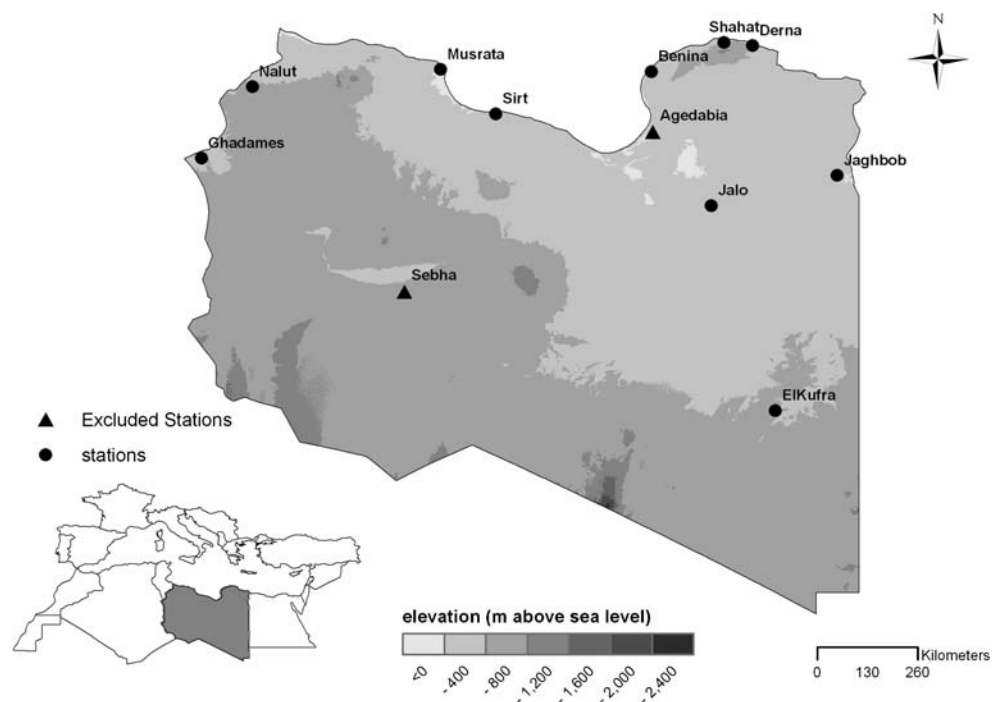 N
Shahat Derna
Musrata
Benina
Nalut
Sirt
Agedabia
Ghadames
Jaghbob
Jalo
Sebha
ElKufra
Excluded Stations
stations
elevation (m above sea level)
<0
- 400
- 800
- 1,200
- 1,600
- 2,000
- 2,400
Kilometers
0 130 260